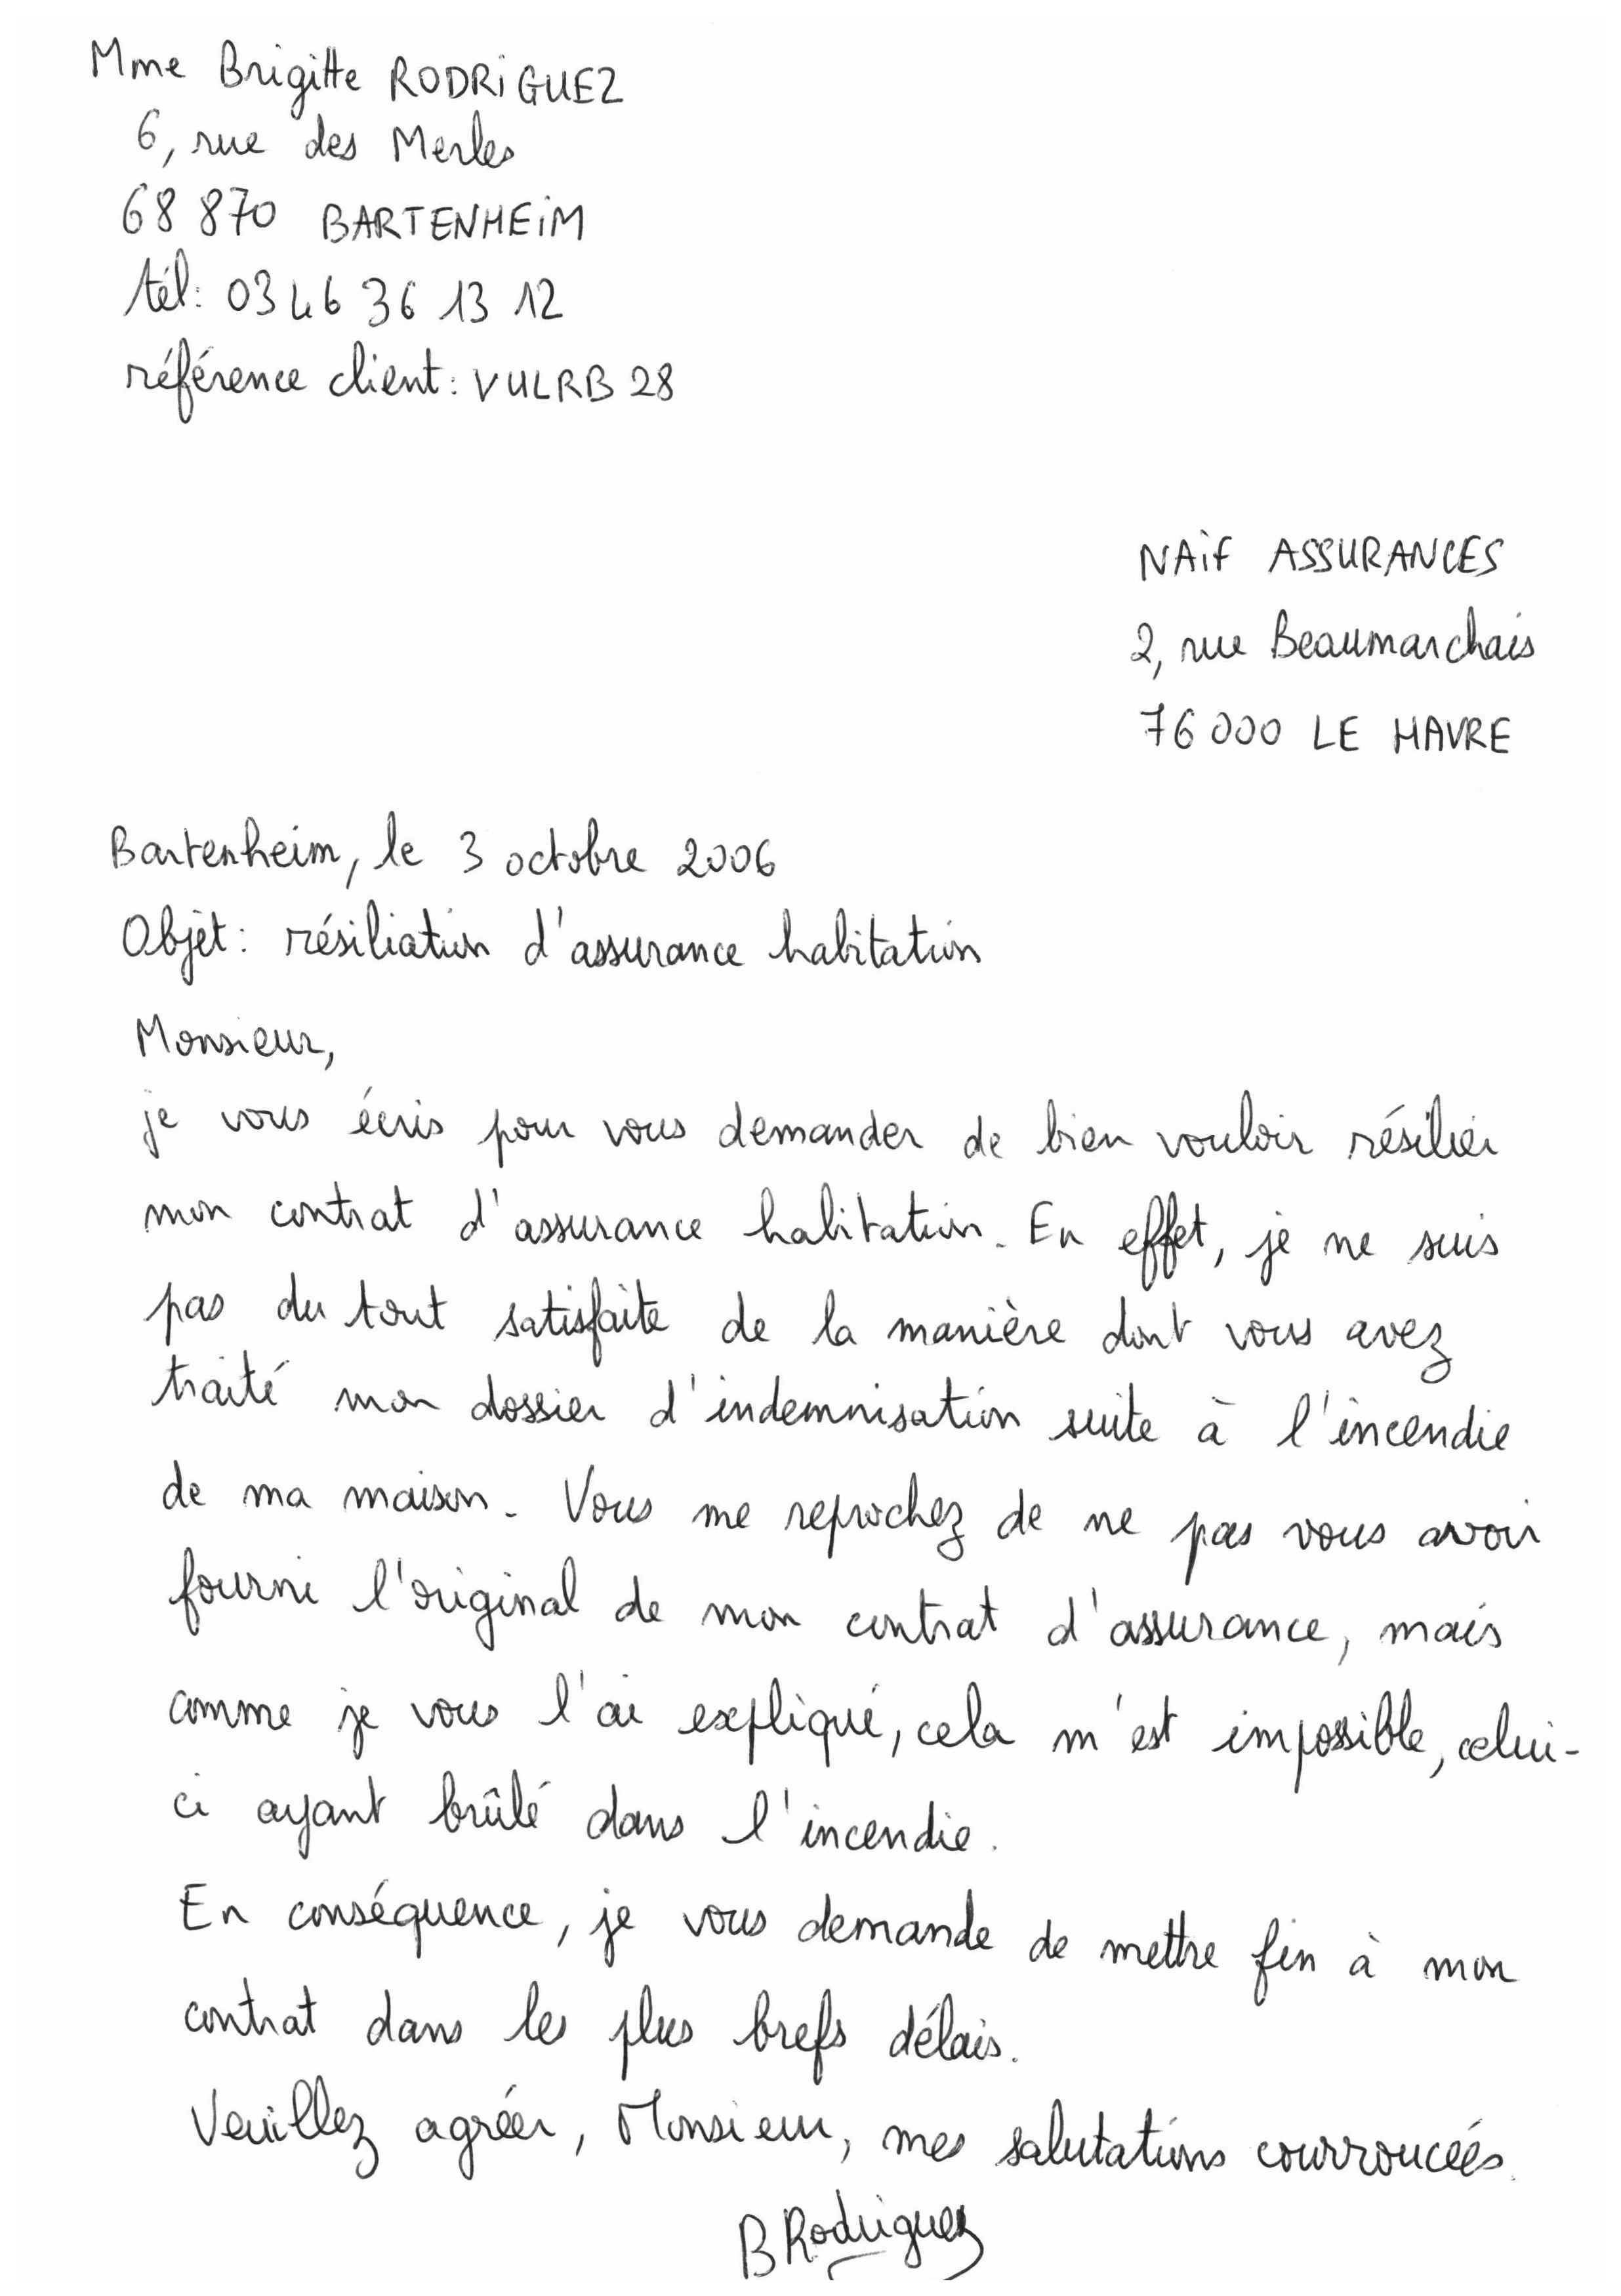 Mme Brigitte RODRiGUEZ
6, rue des Merles
68 870 BARTENHEiM
tél: 03 46 36 13 12
référence client: VULRB 28
NAiF ASSURANCES
2, rue Beaumarchais
76 000 LE HAVRE
Bartenheim, le 3 octobre 2006
Objet: résiliation d'assurance habitation
Monsieur,
je vous écris pour vous demander de bien vouloir résilier
mon contrat d'assurance habitation. En effet, je ne suis
pas du tout satisfaite de la manière dont vous avez
traité mon dossier d'indemnisation suite à l'incendie
de ma maison. Vous me reprochez de ne pas vous avoir
fourni l'original de mon contrat d'assurance, mais
comme je vous l'ai expliqué, cela m'est impossible, celui-
ci ayant brûlé dans l'incendie.
En conséquence, je vous demande de mettre fin à mon
contrat dans les plus brefs délais.
Veuillez agréer, Monsieur, mes salutations courroucées.
B Rodriguez